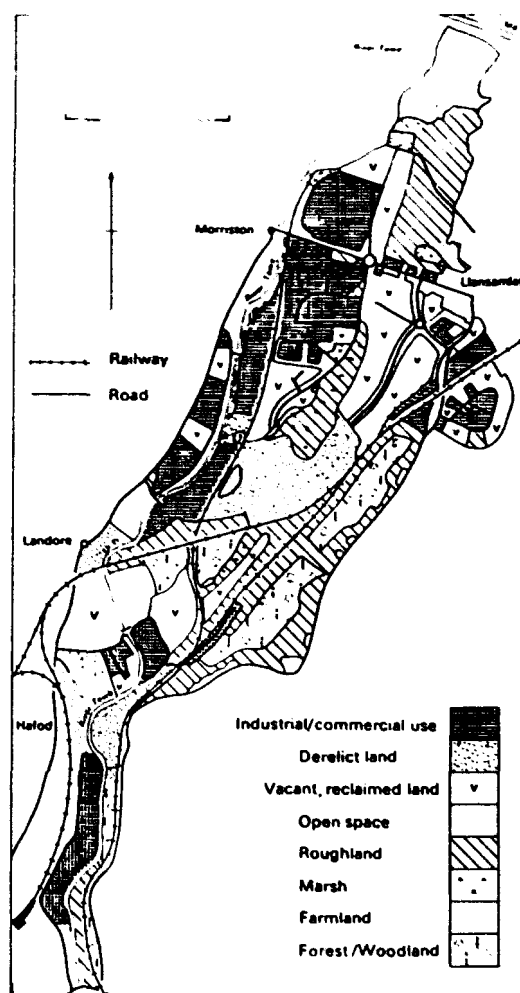 Morriston
Llansamlet
Railway
Road
Landore
Hafod
Industrial/commercial use
Derelict land
Vacant, reclaimed land
v
Open space
Roughland
Marsh
Farmland
Forest/Woodland